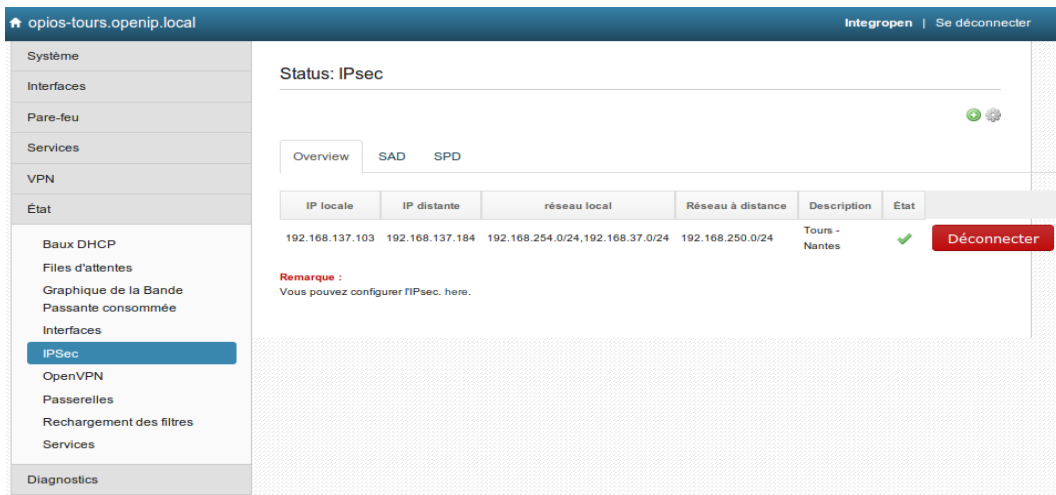 opios-tours.openip.local
Integropen | Se déconnecter
Système
Interfaces
Pare-feu
Services
VPN
État
Baux DHCP
Files d'attentes
Graphique de la Bande
Passante consommée
Interfaces
IPSec
OpenVPN
Passerelles
Rechargement des filtres
Services
Diagnostics
Status: IPsec
Overview SAD SPD
IP locale IP distante réseau local Réseau à distance Description État
192.168.137.103 192.168.137.184 192.168.254.0/24,192.168.37.0/24 192.168.250.0/24 Tours -
Nantes
Déconnecter
Remarque :
Vous pouvez configurer l'IPsec. here.